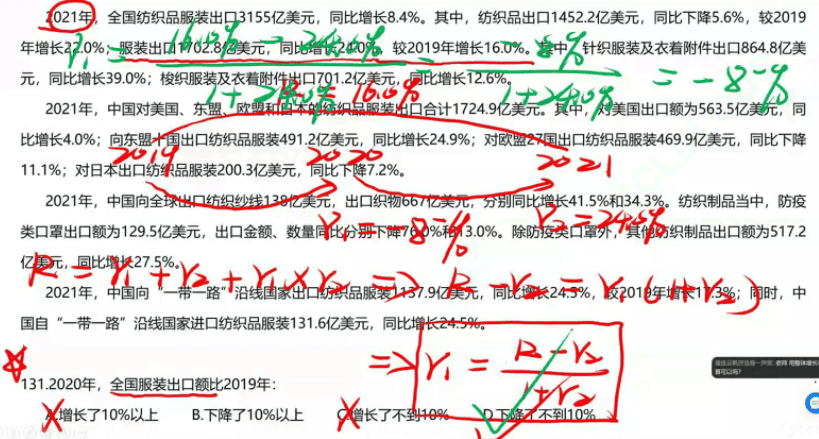 2021年，全国纺织品服装出口3155亿美元，同比增长8.4%。其中，纺织品出口1452.2亿美元，同比下降5.6%，较2019
年增长22.0%；服装出口1702.8亿美元，同比增长24.0%，较2019年增长16.0%。其中，针织服装及衣着附件出口864.8亿美
元，同比增长39.0%；梭织服装及衣着附件出口701.2亿美元，同比增长12.6%。
r₁ = 16.0% - 24.0% / 1 + 24.0% = -8% / 1+24.0% = -8-%
R = 16.0%
2021年，中国对美国、东盟、欧盟和日本的纺织品服装出口合计1724.9亿美元。其中，对美国出口额为563.5亿美元，同
比增长4.0%；向东盟十国出口纺织品服装491.2亿美元，同比增长24.9%；对欧盟27国出口纺织品服装469.9亿美元，同比下降
11.1%；对日本出口纺织品服装200.3亿美元，同比下降7.2%。
2019 2020 2021
2021年，中国向全球出口纺织纱线138亿美元，出口织物667亿美元，分别同比增长41.5%和34.3%。纺织制品当中，防疫
类口罩出口额为129.5亿美元，出口金额、数量同比分别下降76.0%和13.0%。除防疫类口罩外，其他纺织制品出口额为517.2
亿美元，同比增长27.5%。
r₁ = -8-% r₂ = 24.0%
R = r₁ + r₂ + r₁ × r₂ => R - r₂ = r₁(1+r₂)
2021年，中国向“一带一路”沿线国家出口纺织品服装1137.9亿美元，同比增长24.5%，较2019年增长17.3%；同时，中
国自“一带一路”沿线国家进口纺织品服装131.6亿美元，同比增长24.5%。
=> r₁ = R - r₂ / 1+r₂
131.2020年，全国服装出口额比2019年：
A.增长了10%以上 B.下降了10%以上 C.增长了不到10% D.下降了不到10%